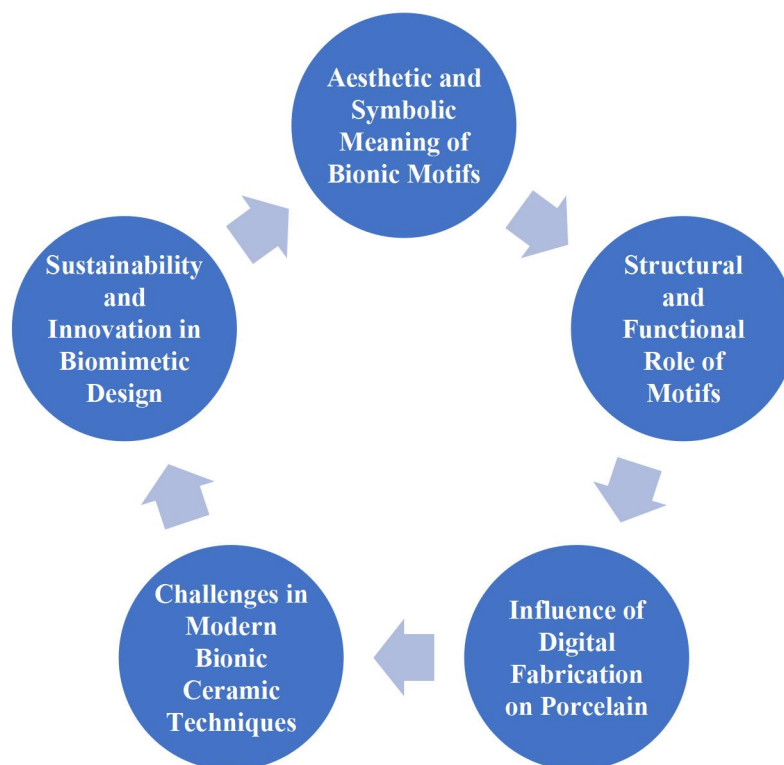 Aesthetic and
Symbolic
Meaning of
Bionic Motifs
Structural
and
Functional
Role of
Motifs
Influence of
Digital
Fabrication
on Porcelain
Challenges in
Modern
Bionic
Ceramic
Techniques
Sustainability
and
Innovation in
Biomimetic
Design